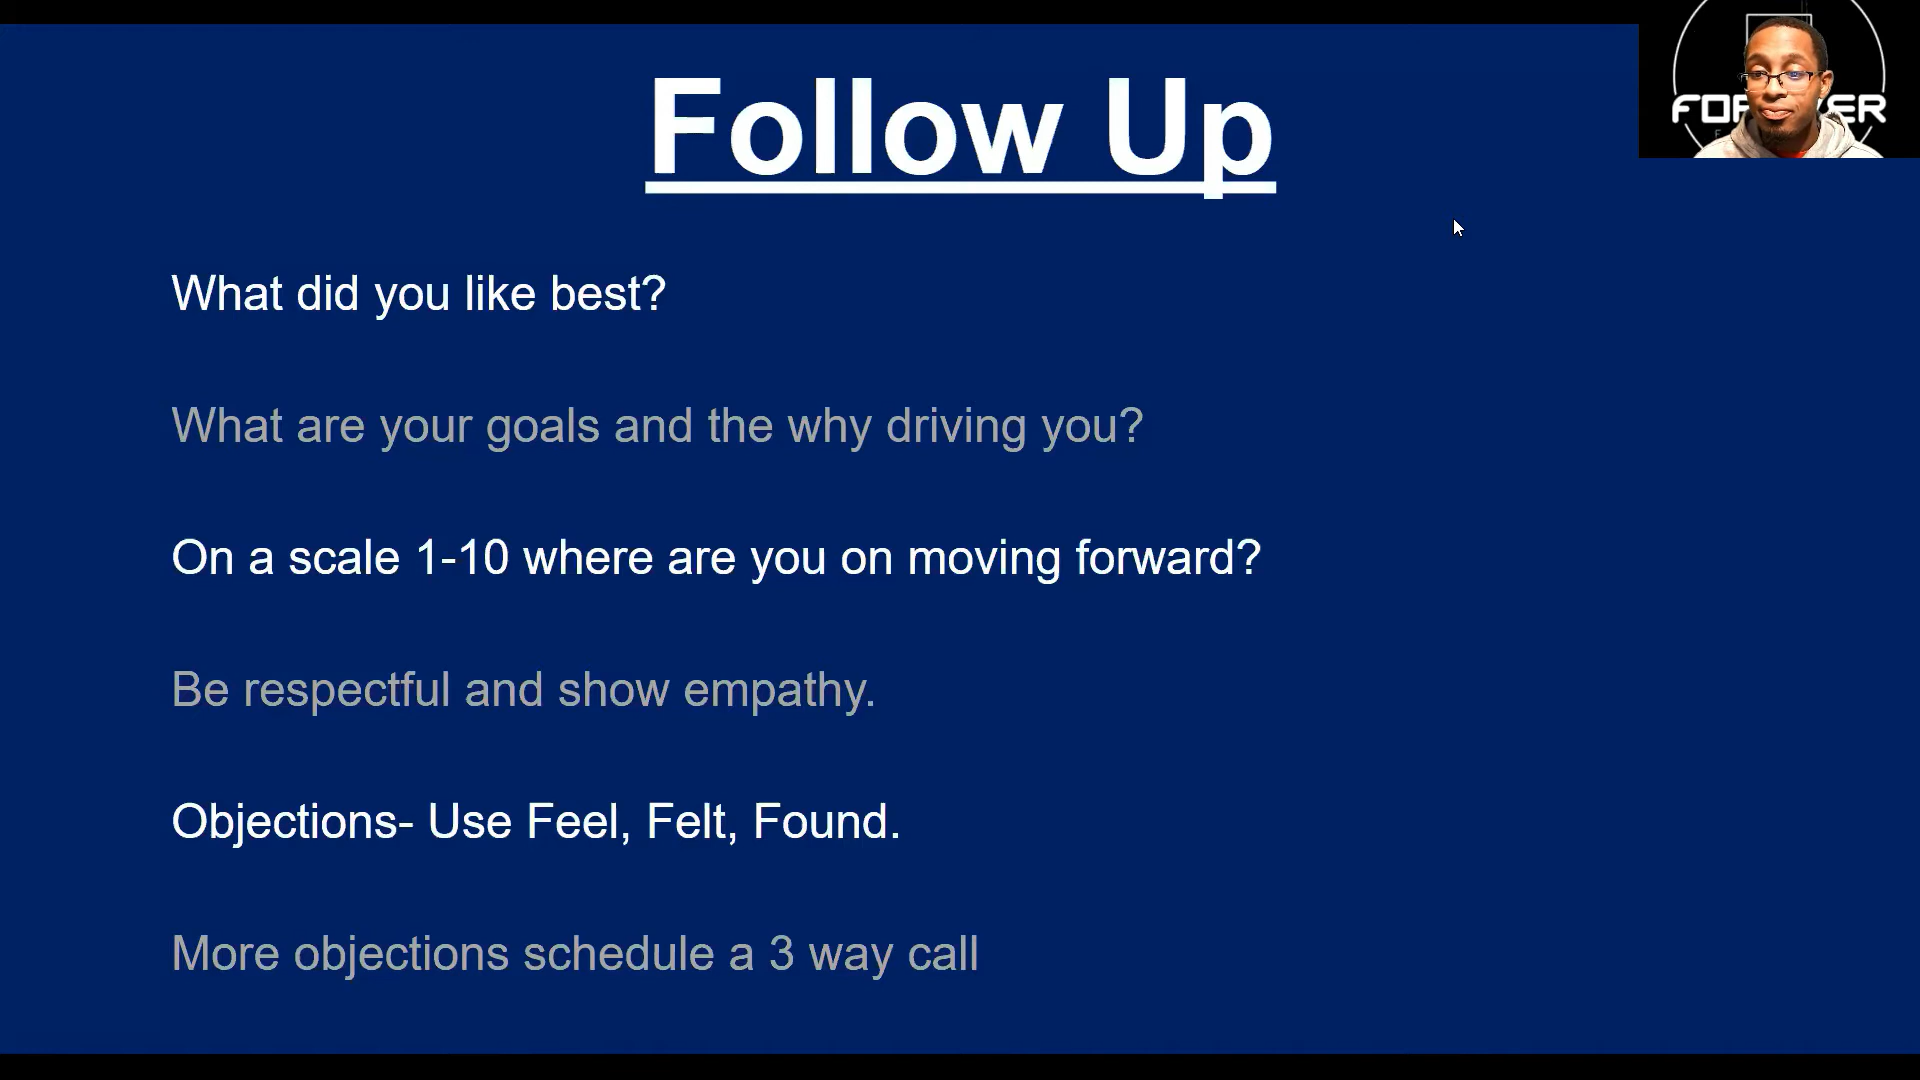 Follow Up
What did you like best?
What are your goals and the why driving you?
On a scale 1-10 where are you on moving forward?
Be respectful and show empathy.
Objections- Use Feel, Felt, Found.
More objections schedule a 3 way call